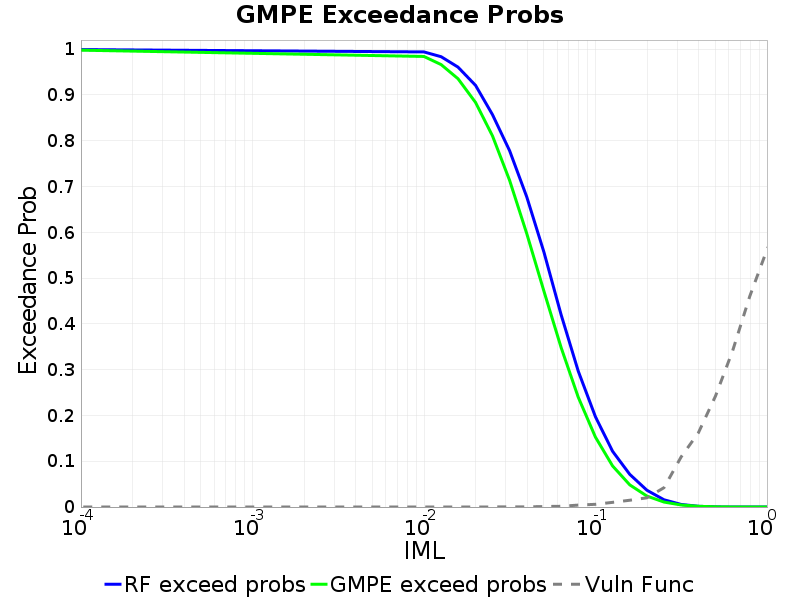 GMPE Exceedance Probs
Exceedance Prob
1
0.9
0.8
0.7
0.6
0.5
0.4
0.3
0.2
0.1
0
10^-4 10^-3 10^-2 10^-1 10^0
IML
RF exceed probs GMPE exceed probs Vuln Func